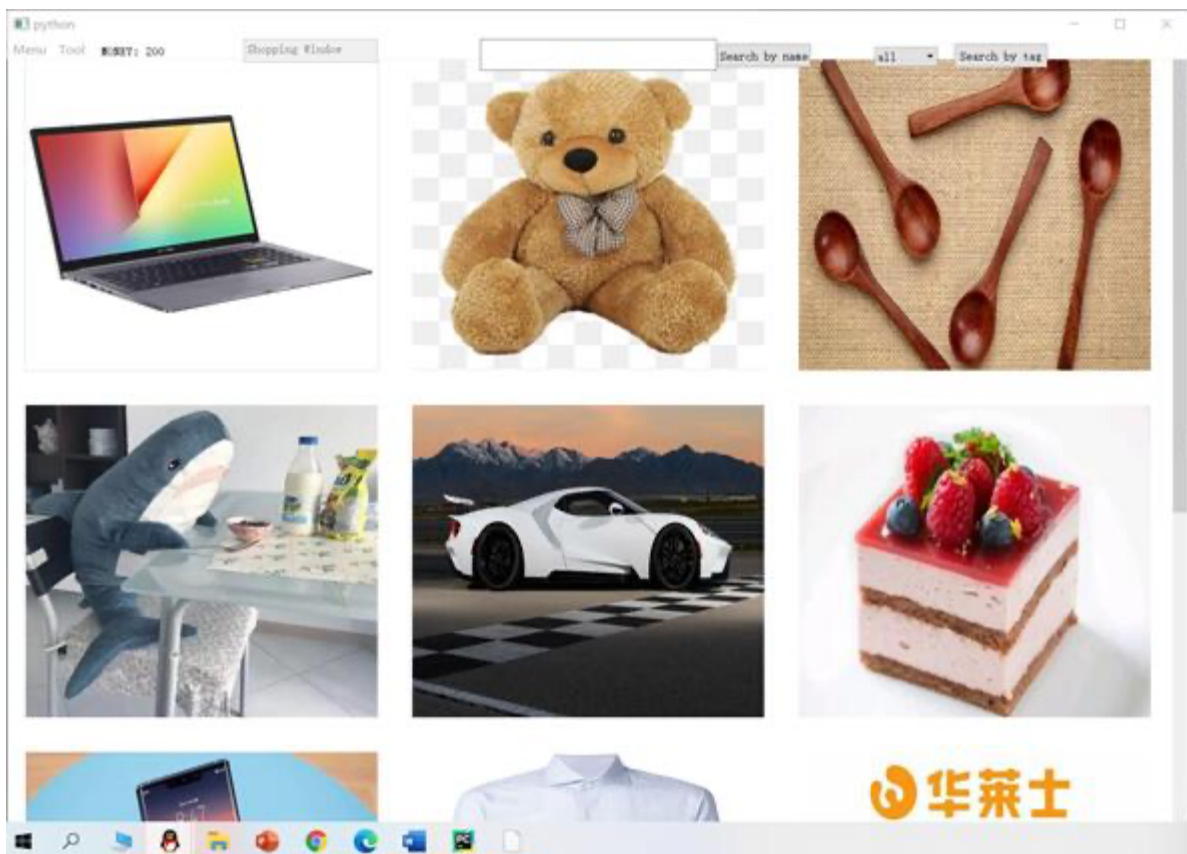 python
Menu Tool MONEY: 200 Shopping Window Search by name all Search by tag
华莱士